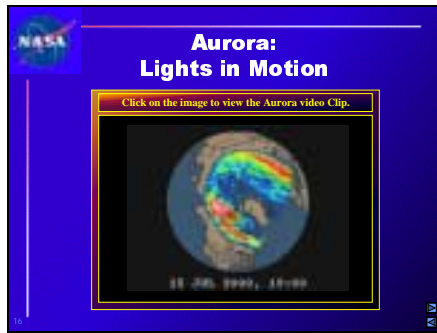 NASA
Aurora:
Lights in Motion
Click on the image to view the Aurora video Clip.
15 JUL 2000, 18:00
16